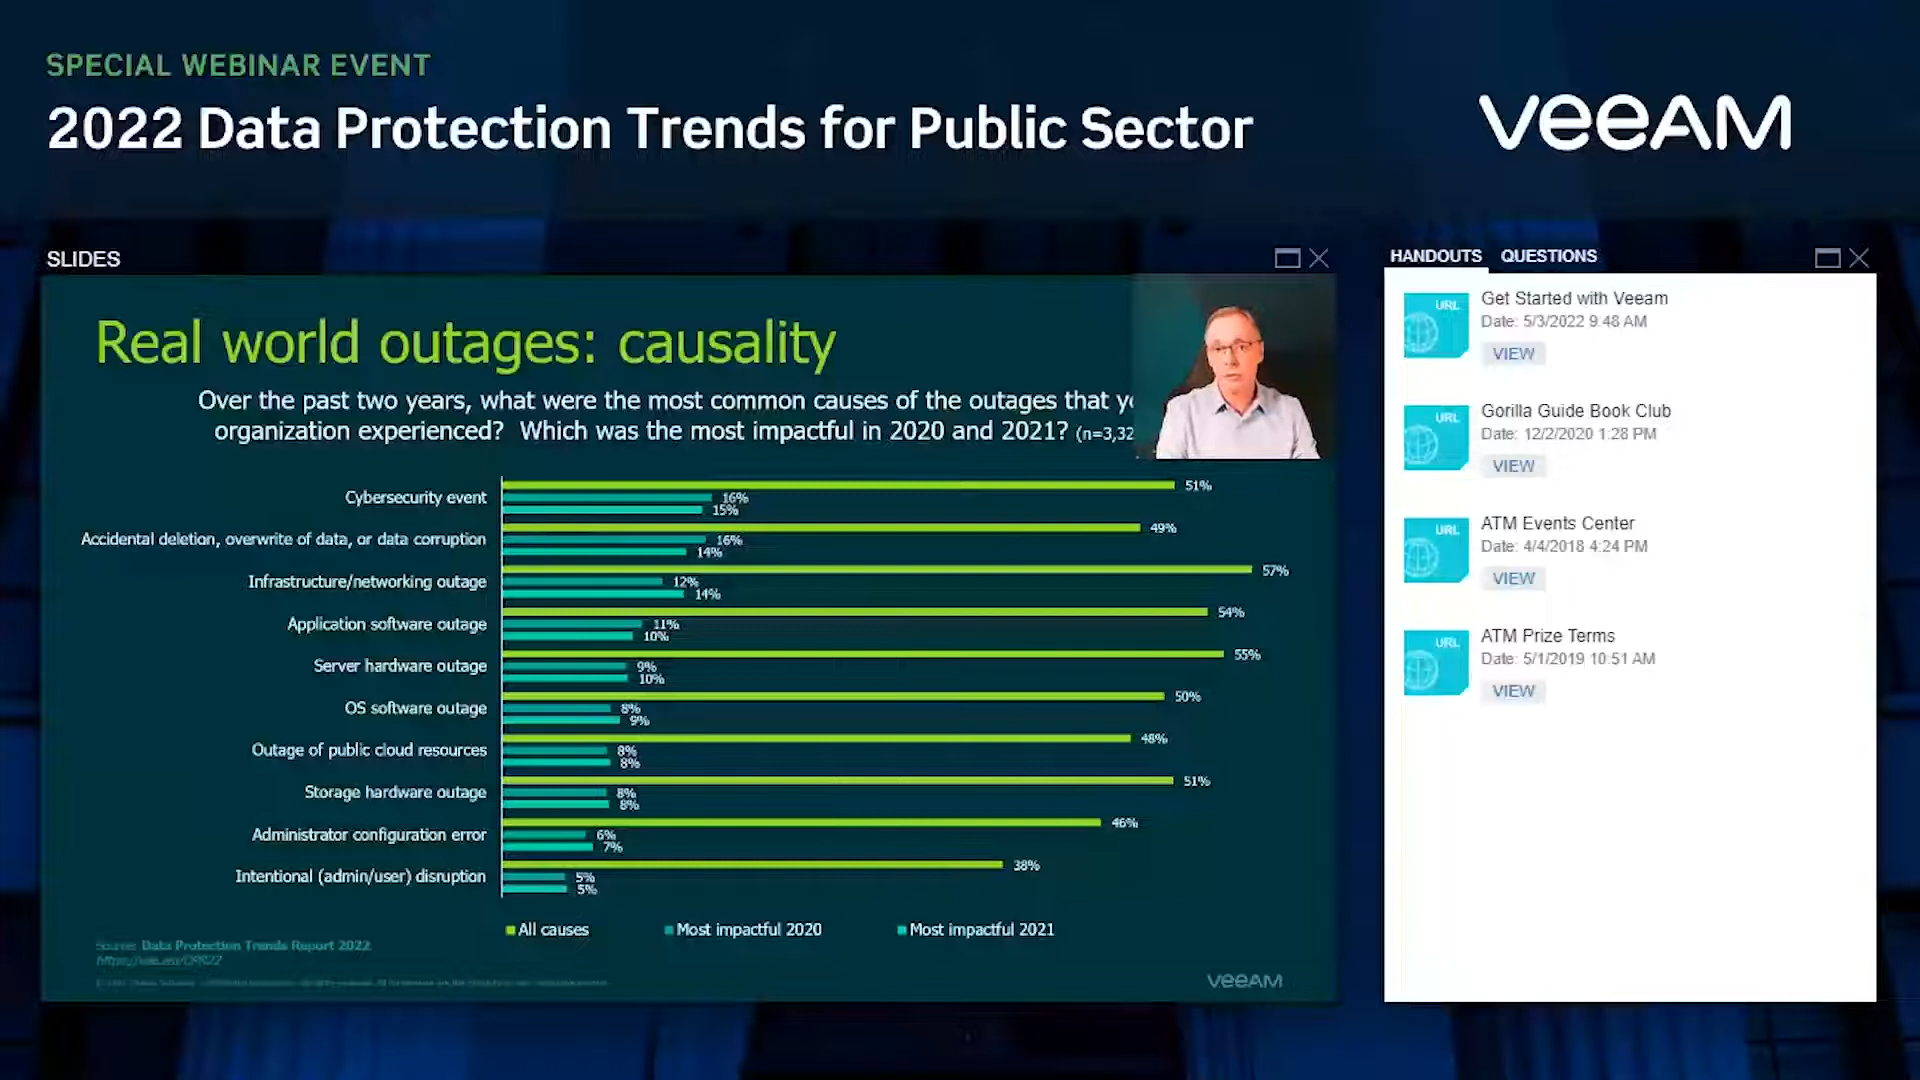 SPECIAL WEBINAR EVENT
2022 Data Protection Trends for Public Sector
veeAM
SLIDES
Real world outages: causality
Over the past two years, what were the most common causes of the outages that
organization experienced? Which was the most impactful in 2020 and 2021? (n=3,32
Cybersecurity event
51%
16%
15%
Accidental deletion, overwrite of data, or data corruption
49%
16%
14%
Infrastructure/networking outage
57%
12%
14%
Application software outage
54%
11%
10%
Server hardware outage
55%
9%
10%
OS software outage
50%
8%
9%
Outage of public cloud resources
48%
8%
8%
Storage hardware outage
51%
8%
8%
Administrator configuration error
46%
6%
7%
Intentional (admin/user) disruption
38%
5%
5%
All causes Most impactful 2020 Most impactful 2021
Source: Data Protection Trends Report 2022
veeAM
HANDOUTS QUESTIONS
URL
Get Started with Veeam
Date: 5/3/2022 9:48 AM
VIEW
URL
Gorilla Guide Book Club
Date: 12/2/2020 1:28 PM
VIEW
URL
ATM Events Center
Date: 4/4/2018 4:24 PM
VIEW
URL
ATM Prize Terms
Date: 5/1/2019 10:51 AM
VIEW